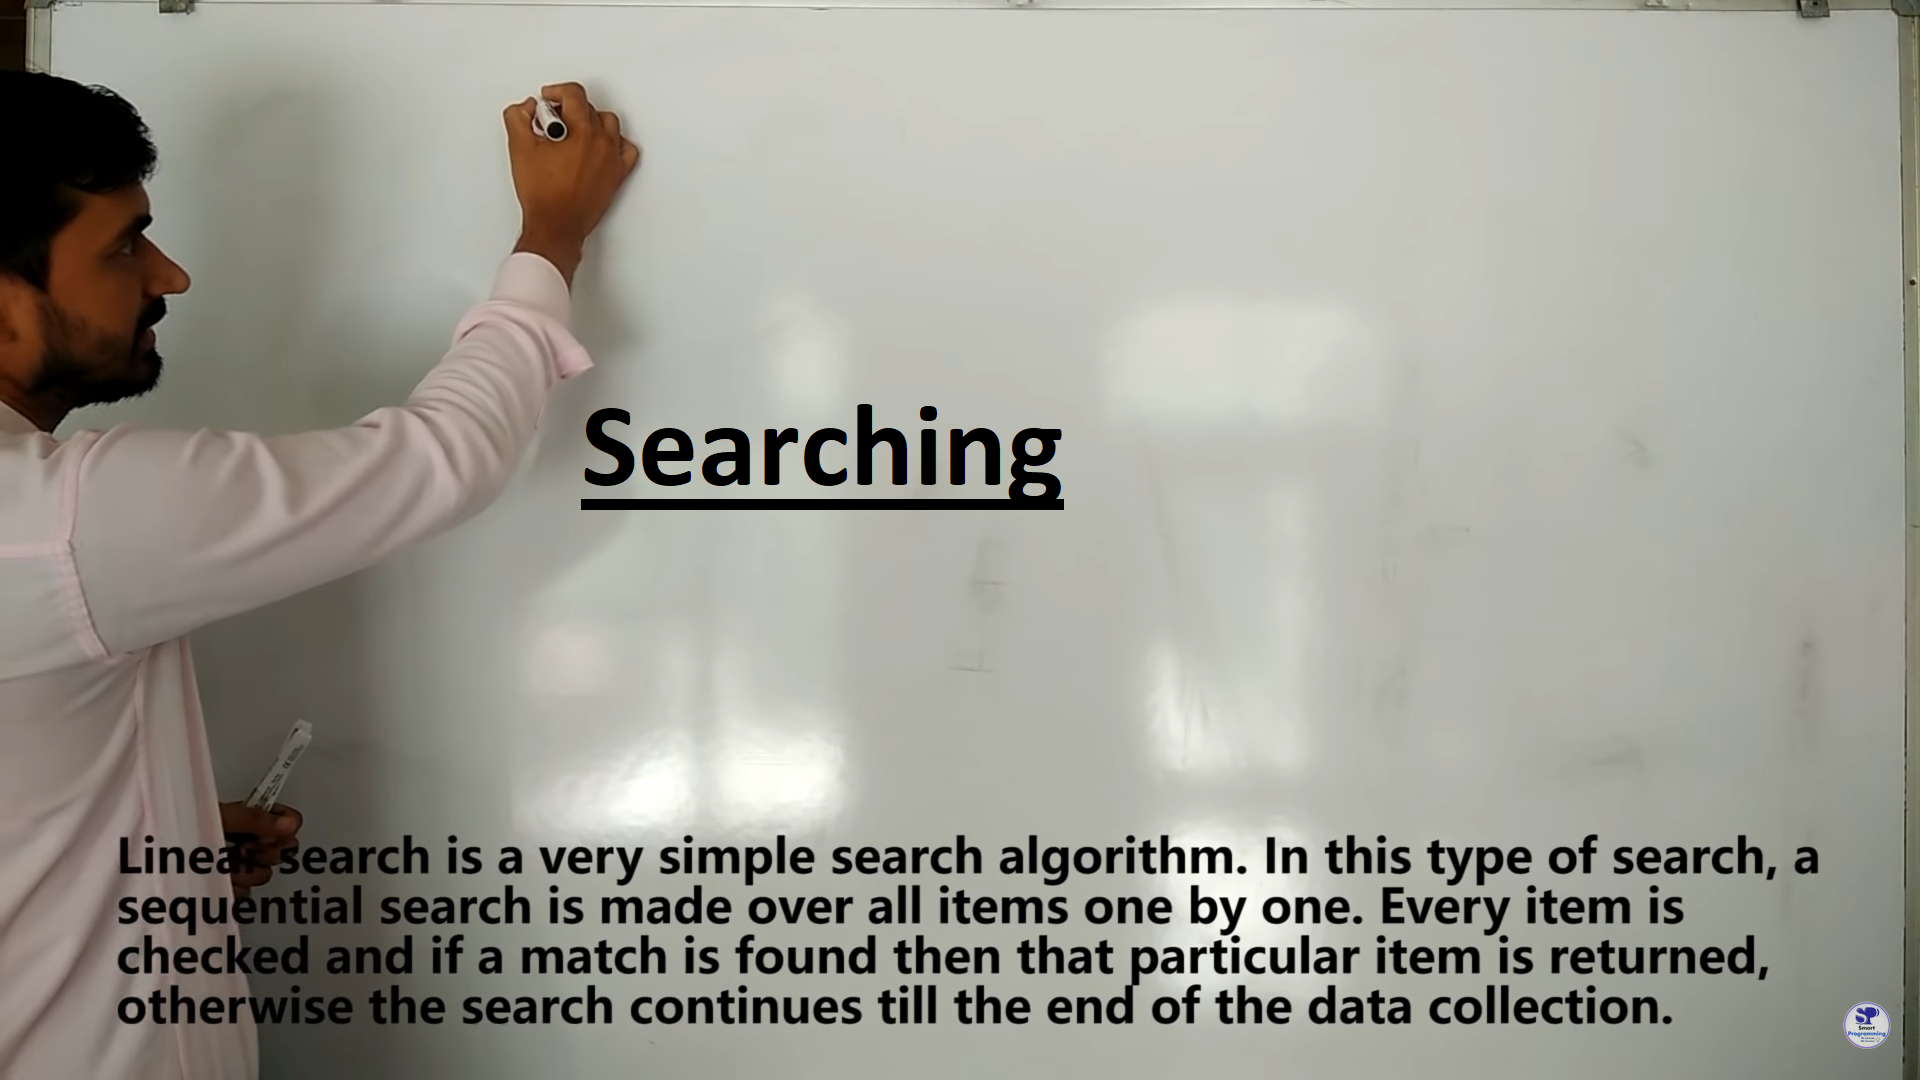 Searching
Linear search is a very simple search algorithm. In this type of search, a
sequential search is made over all items one by one. Every item is
checked and if a match is found then that particular item is returned,
otherwise the search continues till the end of the data collection.
SP
Smart
Programming